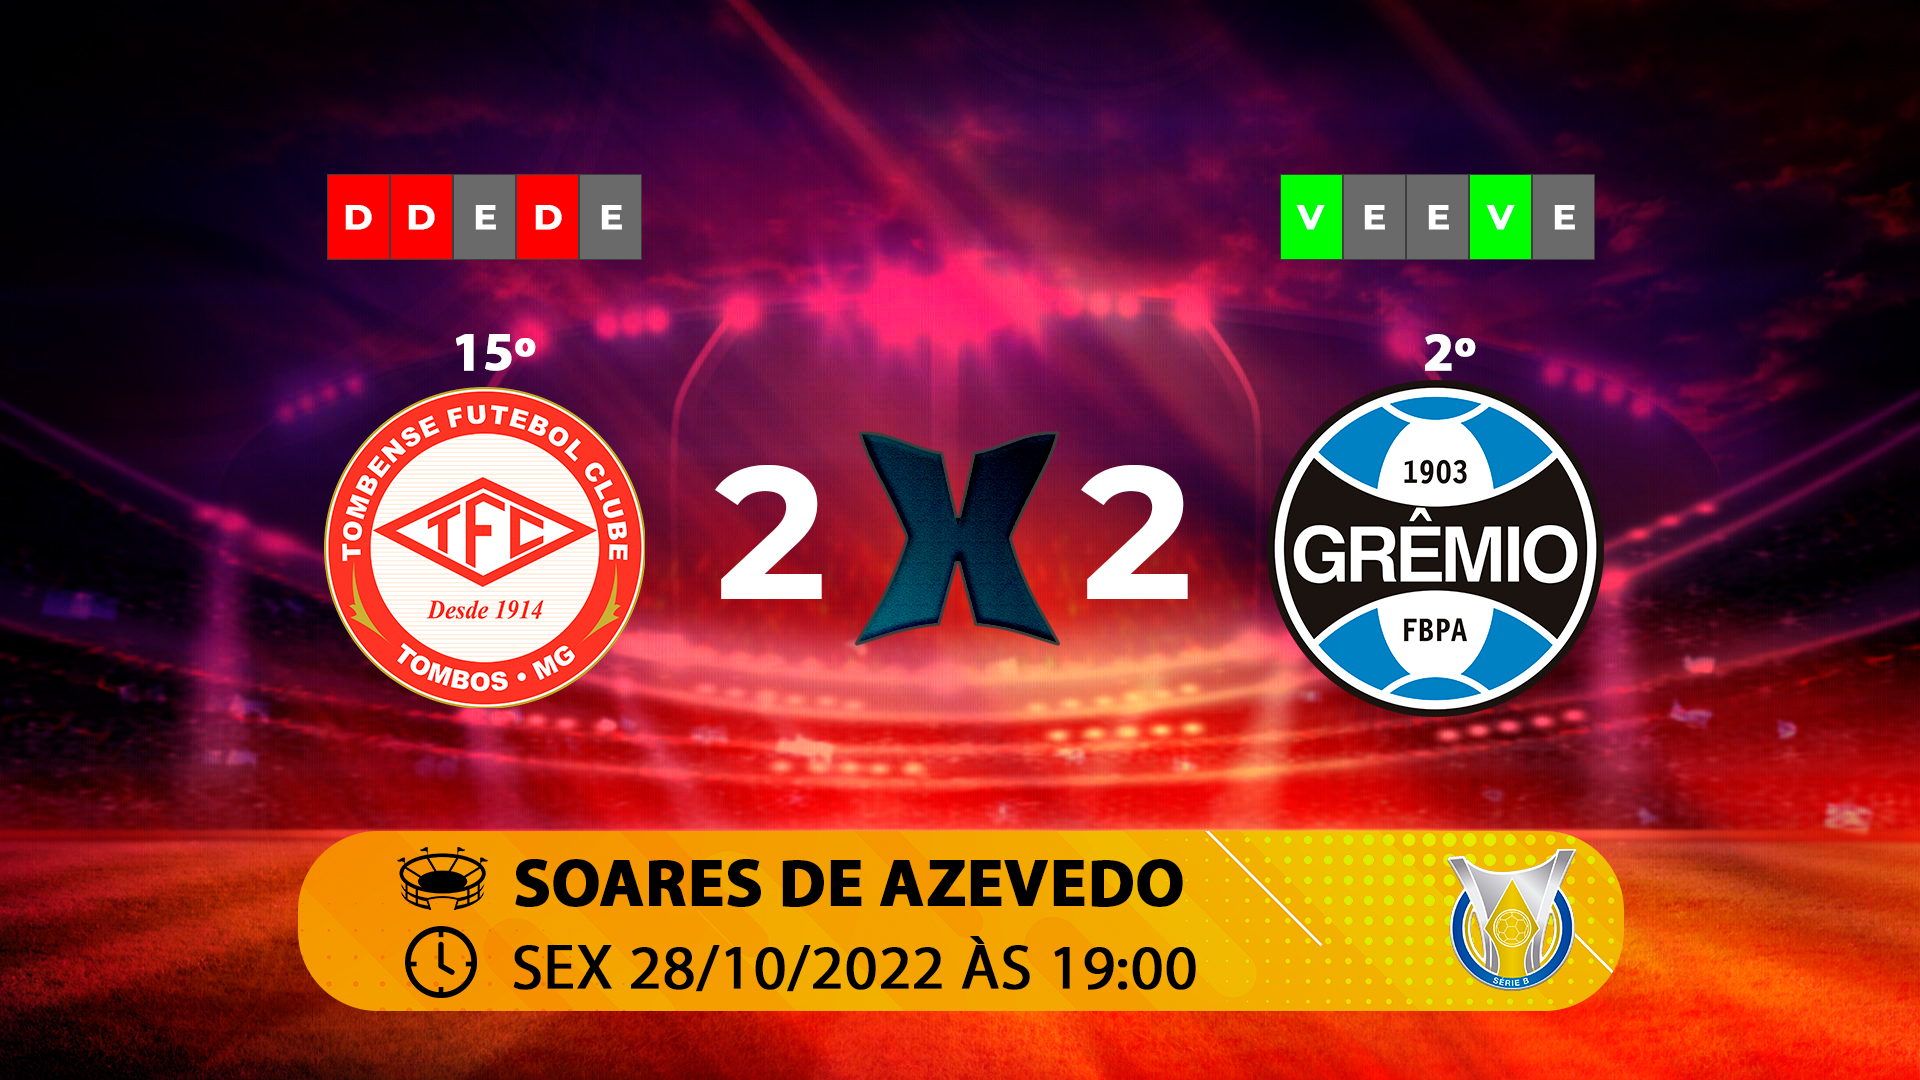 D D E D E
V E E V E
15º
2º
TOMBENSE FUTEBOL CLUBE
TFC
Desde 1914
TOMBOS • MG
2 X 2
1903
GRÊMIO
FBPA
SOARES DE AZEVEDO
SEX 28/10/2022 ÀS 19:00
SÉRIE B